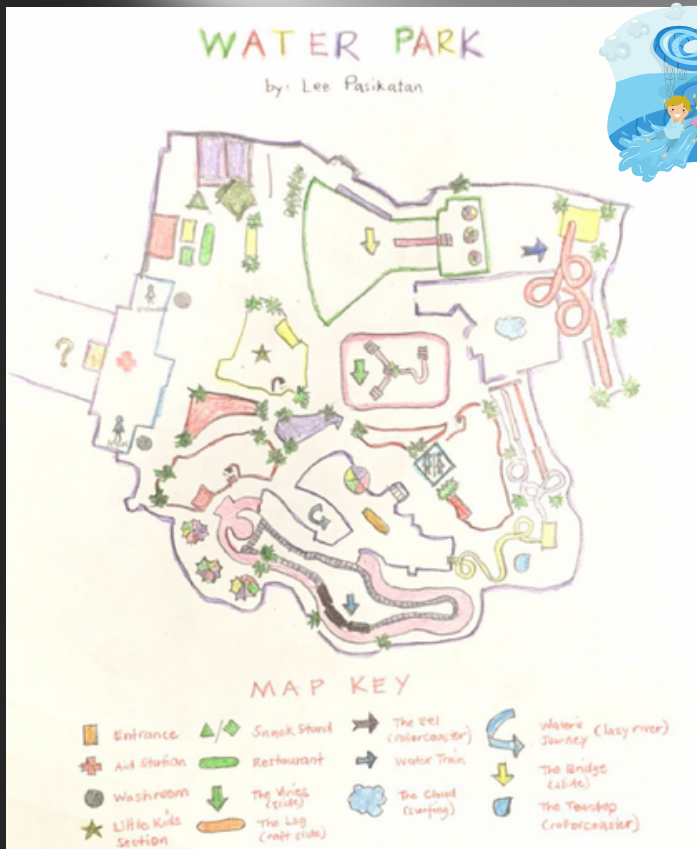 WATER PARK
by: Lee Pasikatan
?
MAP KEY
Entrance
Aid Station
Washroom
Little Kids
Section
Snack Stand
Restaurant
The Vines
(slide)
The Log
(raft slide)
The Eel
(rollercoaster)
Water Train
The Cloud
(surfing)
Water's
Journey (lazy river)
The Bridge
(slide)
The Teardrop
(rollercoaster)